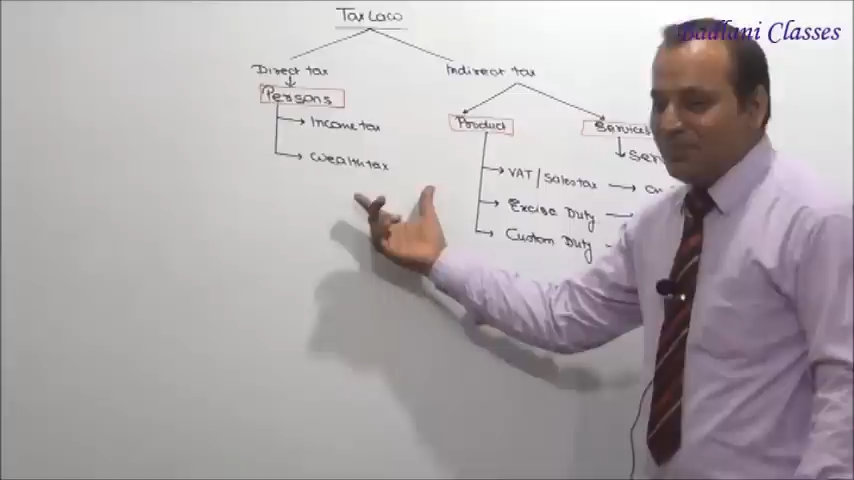 Badlani Classes
Tax Law
Direct tax
Indirect tax
Persons
Product
Services
Income tax
Wealth tax
VAT / Sales tax
Excise Duty
Custom Duty